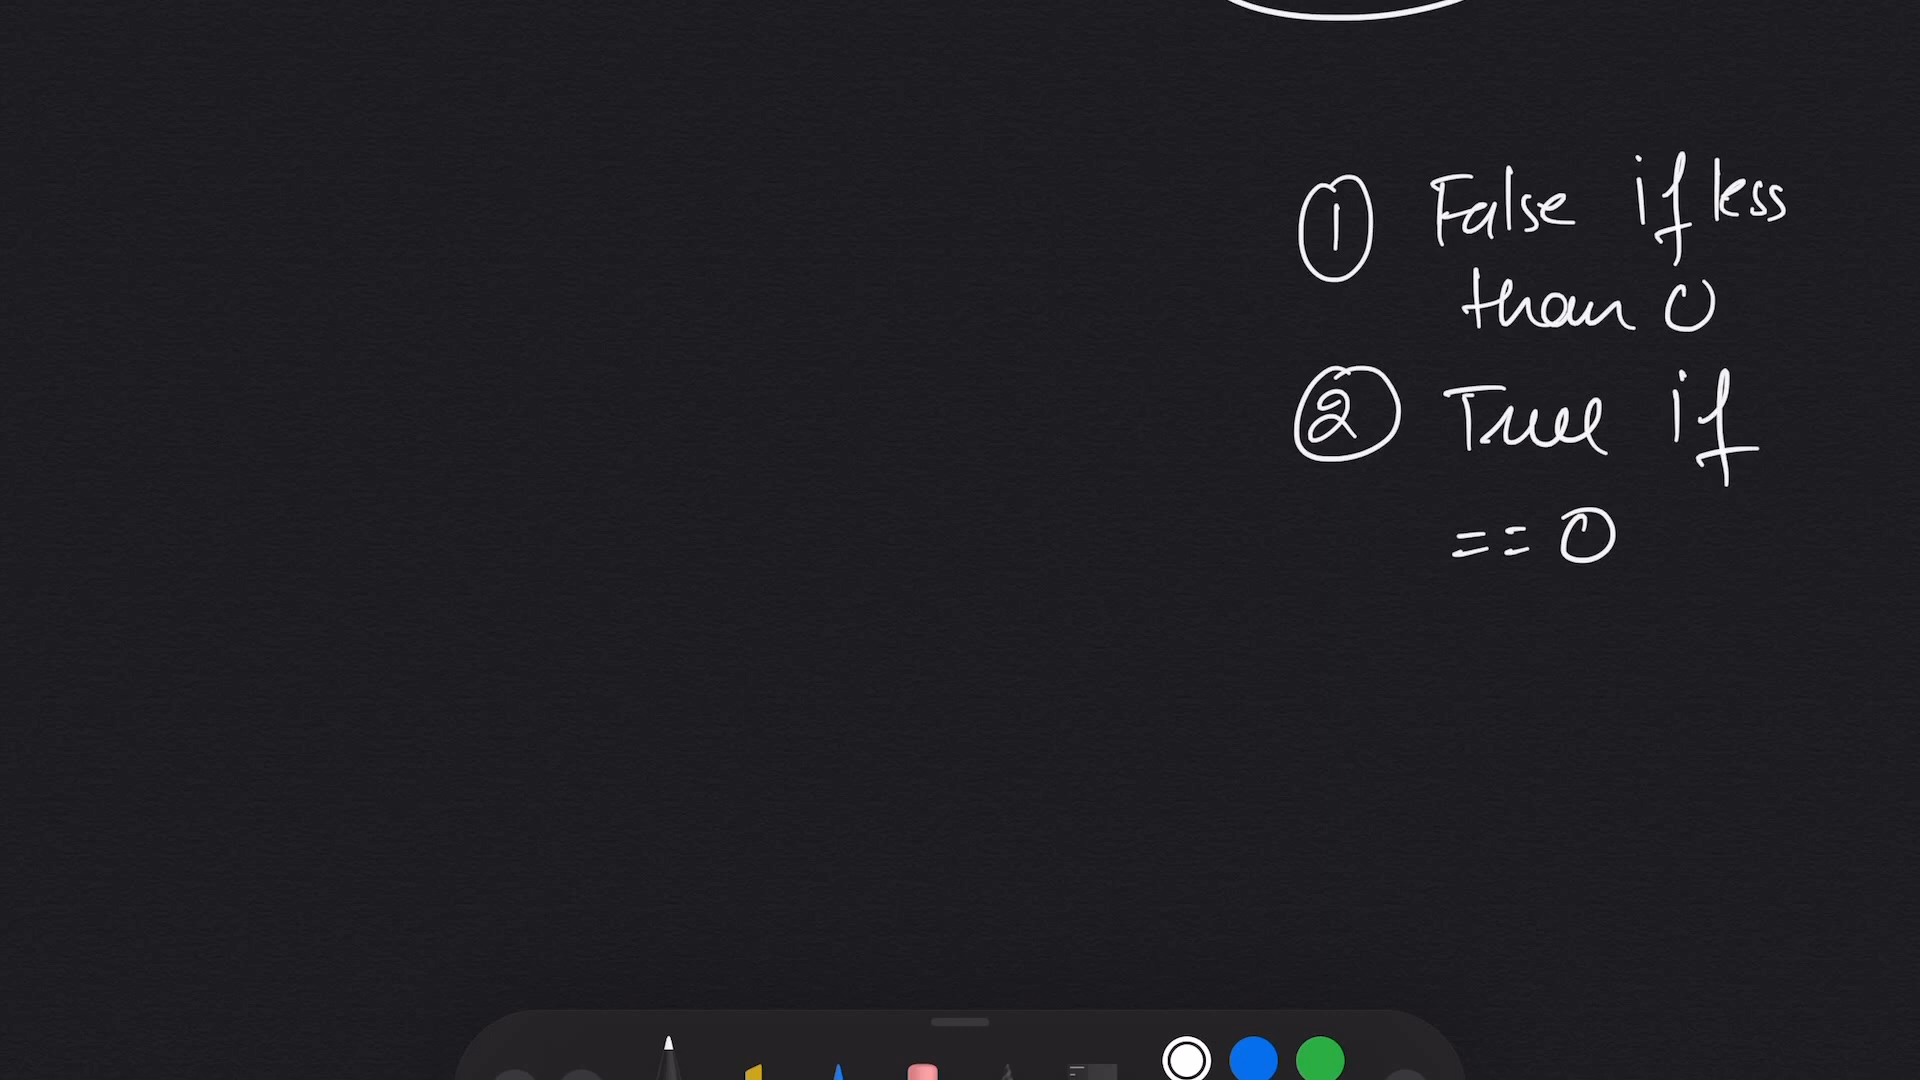 ① False if less
than 0
② True if
== 0